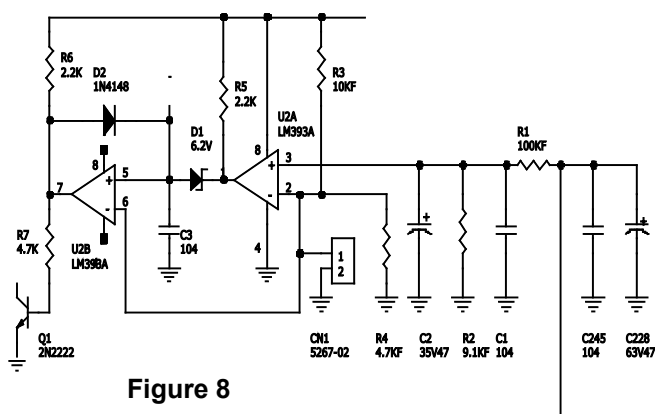 R6
2.2K
D2
1N4148
D1
6.2V
R5
2.2K
U2A
LM393A
R3
10KF
R1
100KF
8
3
+
2
-
4
8
7
5
+
6
-
R7
4.7K
U2B
LM393A
C3
104
1
2
Q1
2N2222
CN1
5267-02
R4
4.7KF
C2
35V47
R2
9.1KF
C1
104
C245
104
C228
63V47
+
+
Figure 8